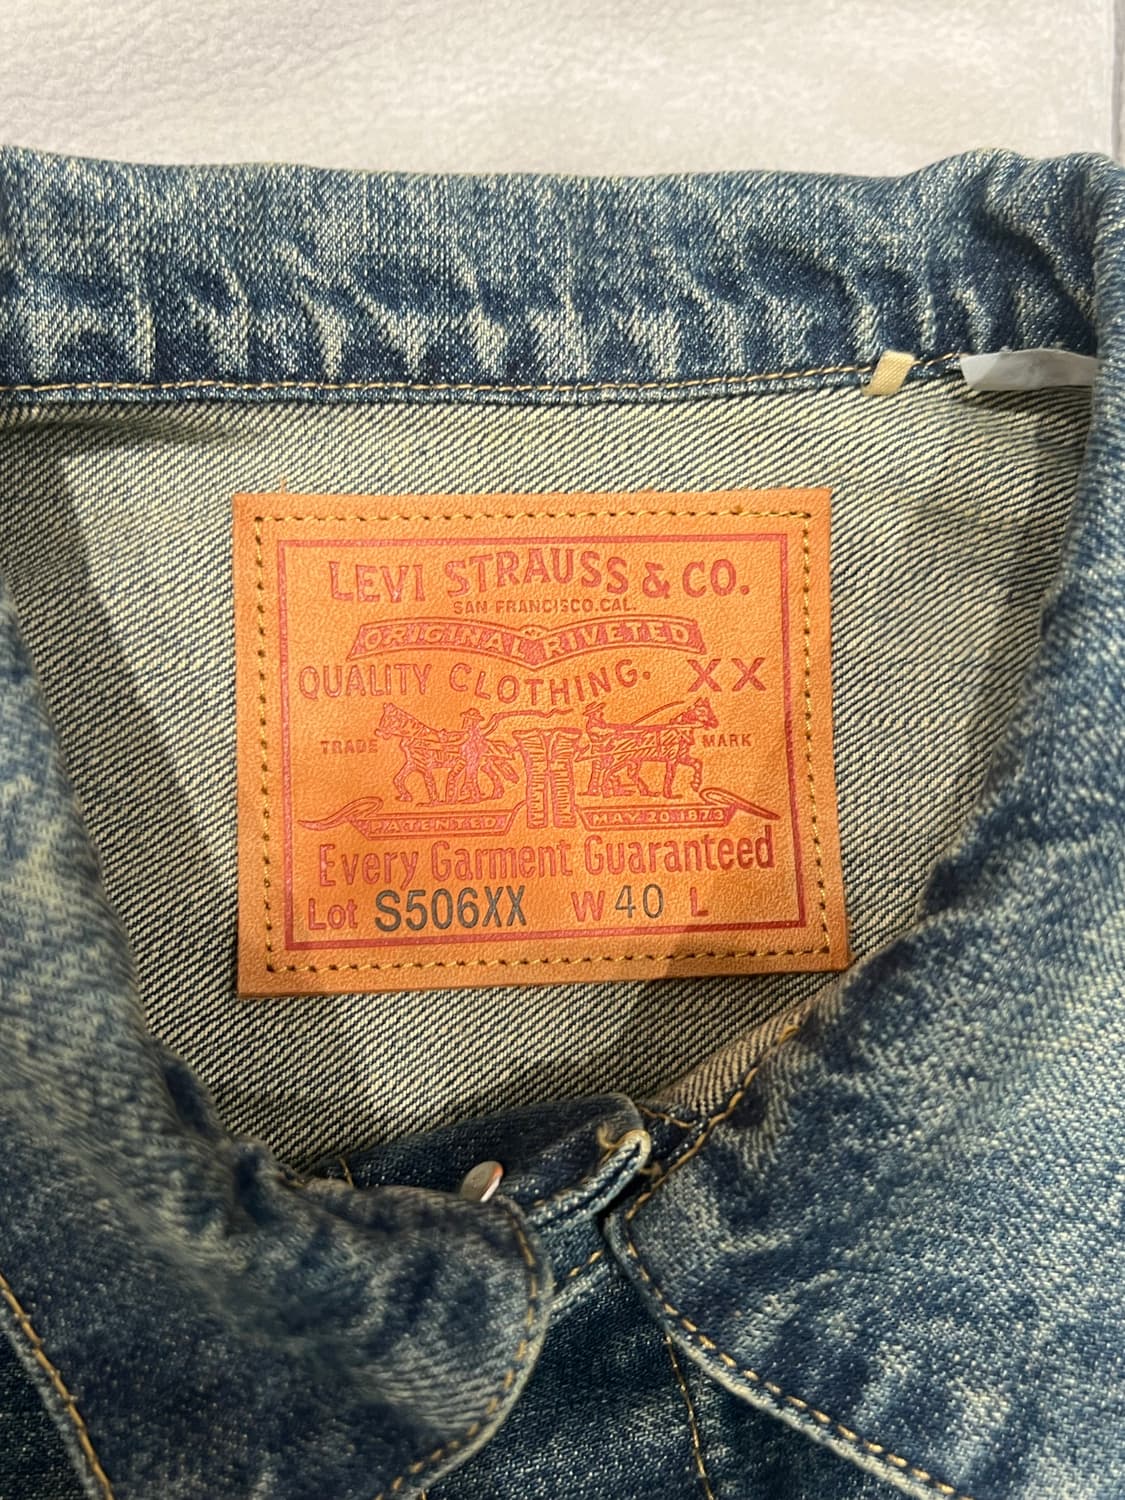 LEVI STRAUSS & CO.
SAN FRANCISCO.CAL.
ORIGINAL RIVETED
QUALITY CLOTHING. XX
TRADE MARK
PATENTED MAY 20 1873
Every Garment Guaranteed
Lot S506XX W 40 L